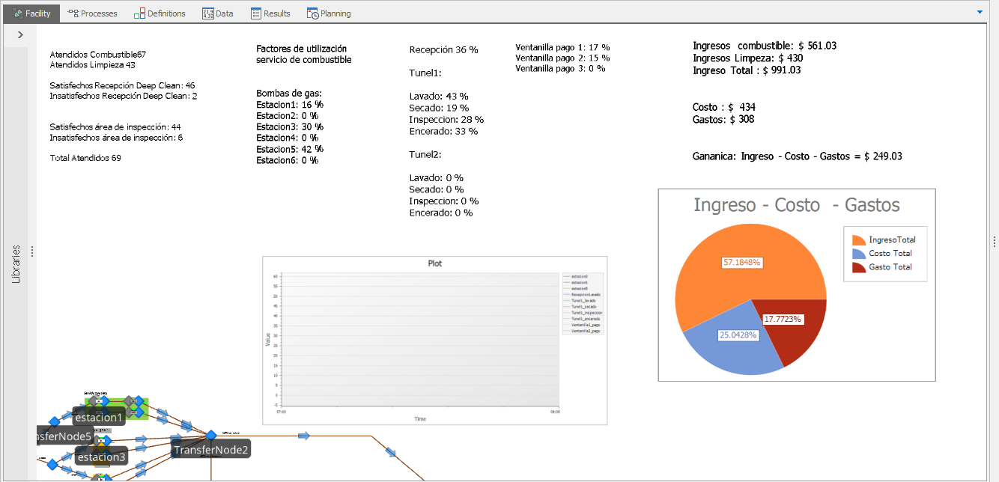 Facility
Processes
Definitions
Data
Results
Planning
Libraries
Atendidos Combustible67
Atendidos Limpieza 43
Satisfechos Recepción Deep Clean: 46
Insatisfechos Recepción Deep Clean: 2
Satisfechos área de inspección: 44
Insatisfechos área de inspección: 6
Total Atendidos 69
Factores de utilización
servicio de combustible
Bombas de gas:
Estacion1: 16 %
Estacion2: 0 %
Estacion3: 30 %
Estacion4: 0 %
Estacion5: 42 %
Estacion6: 0 %
Recepción 36 %
Tunel1:
Lavado: 43 %
Secado: 19 %
Inspeccion: 28 %
Encerado: 33 %
Tunel2:
Lavado: 0 %
Secado: 0 %
Inspeccion: 0 %
Encerado: 0 %
Ventanilla pago 1: 17 %
Ventanilla pago 2: 15 %
Ventanilla pago 3: 0 %
Ingresos combustible: $ 561.03
Ingresos Limpeza: $ 430
Ingreso Total : $ 991.03
Costo : $ 434
Gastos: $ 308
Gananica: Ingreso - Costo - Gastos = $ 249.03
Ingreso - Costo - Gastos
57.1848%
25.0428%
17.7723%
IngresoTotal
Costo Total
Gasto Total
Plot
Value
60
55
50
45
40
35
30
25
20
15
10
5
0
-5
07:00
08:00
Time
estacion3
estacion1
estacion5
RecepcionLavado
Tunel1_lavado
Tunel1_secado
Tunel1_inspeccion
Tunel1_encerado
Ventanilla1_pago
Ventanilla2_pago
estacion1
nsferNode5
estacion3
TransferNode2